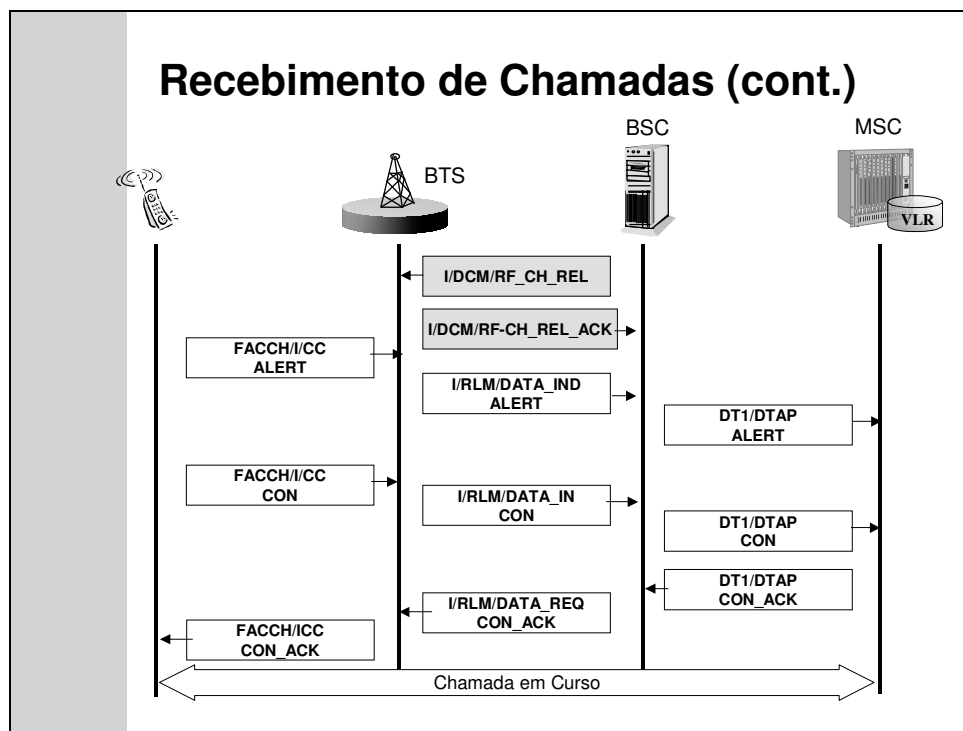 Recebimento de Chamadas (cont.)
BSC
MSC
BTS
VLR
I/DCM/RF_CH_REL
I/DCM/RF-CH_REL_ACK
FACCH/I/CC
ALERT
I/RLM/DATA_IND
ALERT
DT1/DTAP
ALERT
FACCH/I/CC
CON
I/RLM/DATA_IN
CON
DT1/DTAP
CON
DT1/DTAP
CON_ACK
I/RLM/DATA_REQ
CON_ACK
FACCH/ICC
CON_ACK
Chamada em Curso